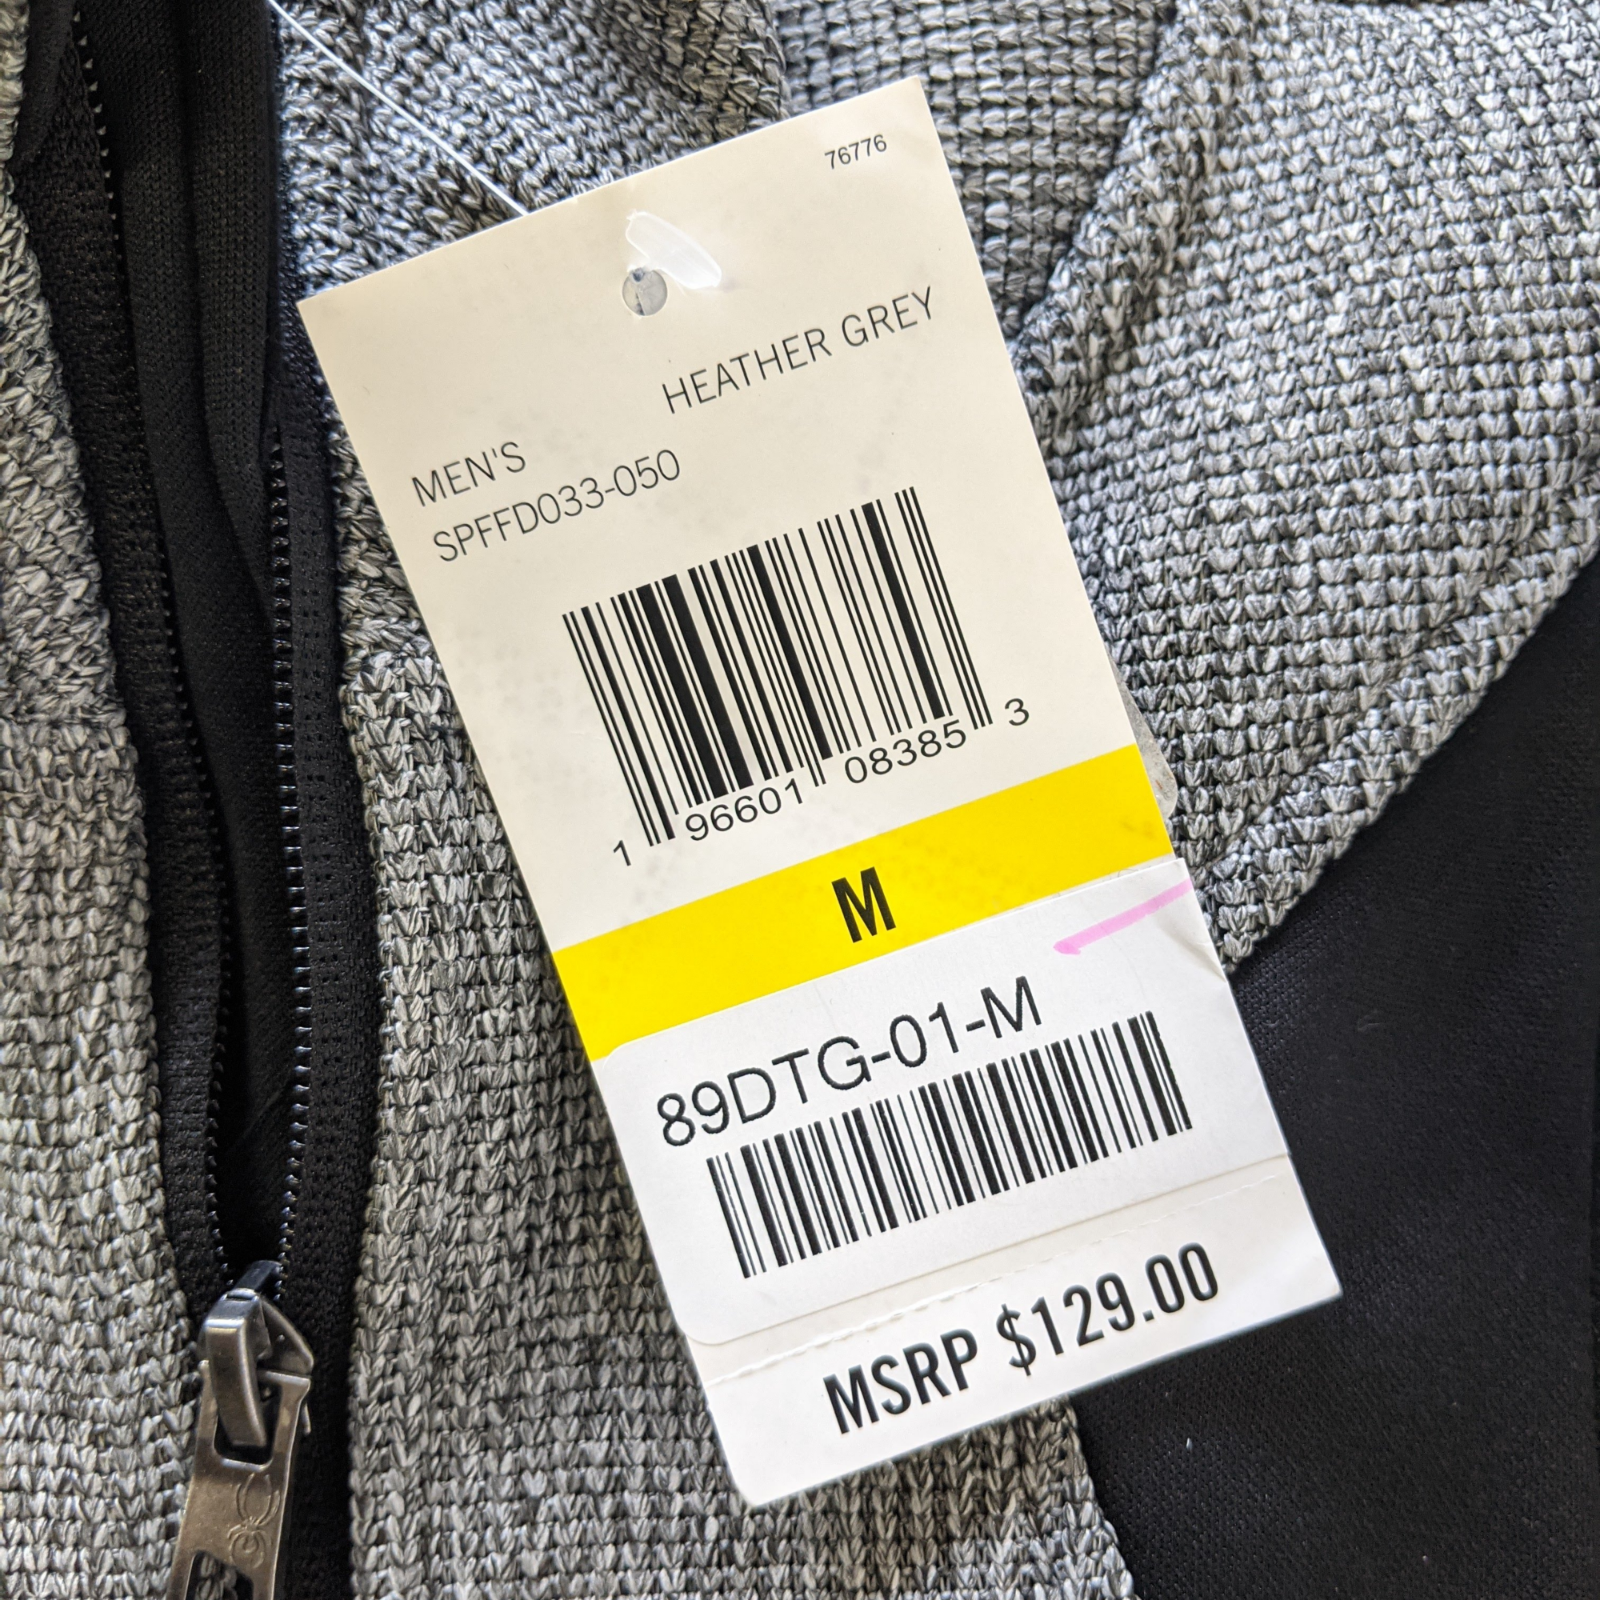 76776
HEATHER GREY
MEN'S
SPFFD033-050
1 96601 08385 3
M
89DTG-01-M
MSRP $129.00